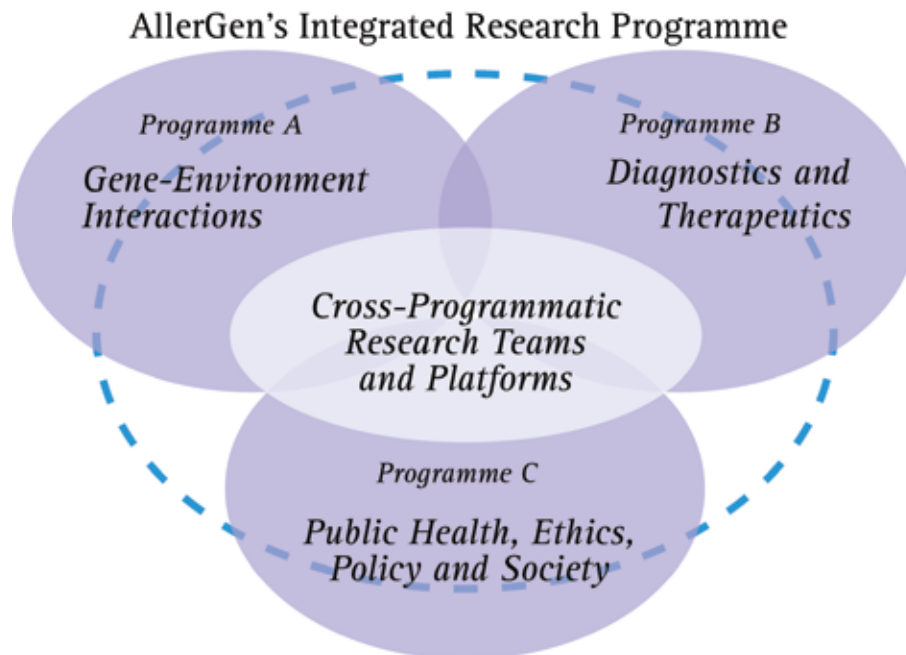 AllerGen's Integrated Research Programme
Programme A
Gene-Environment
Interactions
Programme B
Diagnostics and
Therapeutics
Cross-Programmatic
Research Teams
and Platforms
Programme C
Public Health, Ethics,
Policy and Society